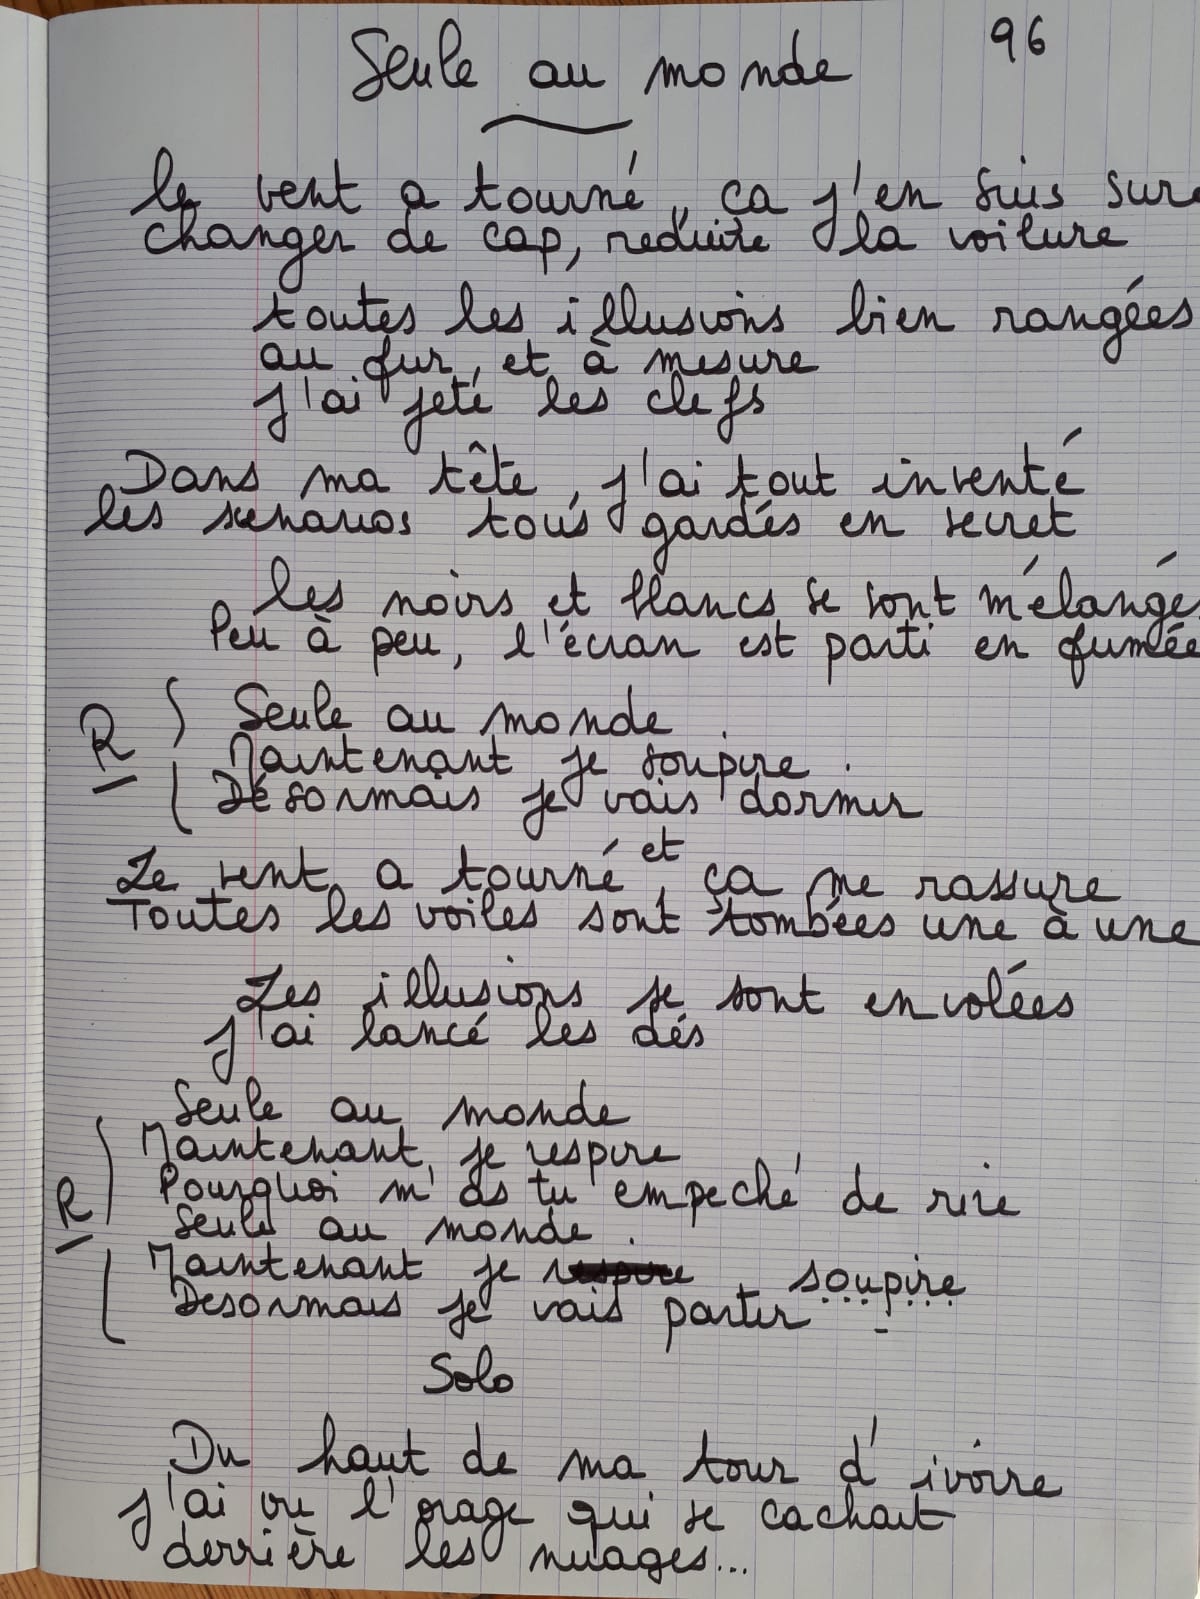 Seule au monde 96
le vent a tourné, ça j'en suis sure
changer de cap, reduire la voilure
toutes les illusions bien rangées
au fur, et à mesure
j'ai jeté les clefs
Dans ma tête, j'ai tout inventé
les scenarios tous gardés en secret
les noirs et blancs se sont mélangés
Peu à peu, l'écran est parti en fumée
Seule au monde
R Maintenant je soupire.
Désormais je vais dormir
et
Le vent a tourné, ça me rassure
Toutes les voiles sont tombées une à une
Les illusions se sont envolées
j'ai lancé les dés
Seule au monde
Maintenant, je respire
Pourquoi m'as tu empeché de rire
R Seule au monde.
Maintenant je respire soupire
Desormais je vais partir
Solo
Du haut de ma tour d'ivoire
j'ai vu l'orage qui se cachait
derrière les nuages...